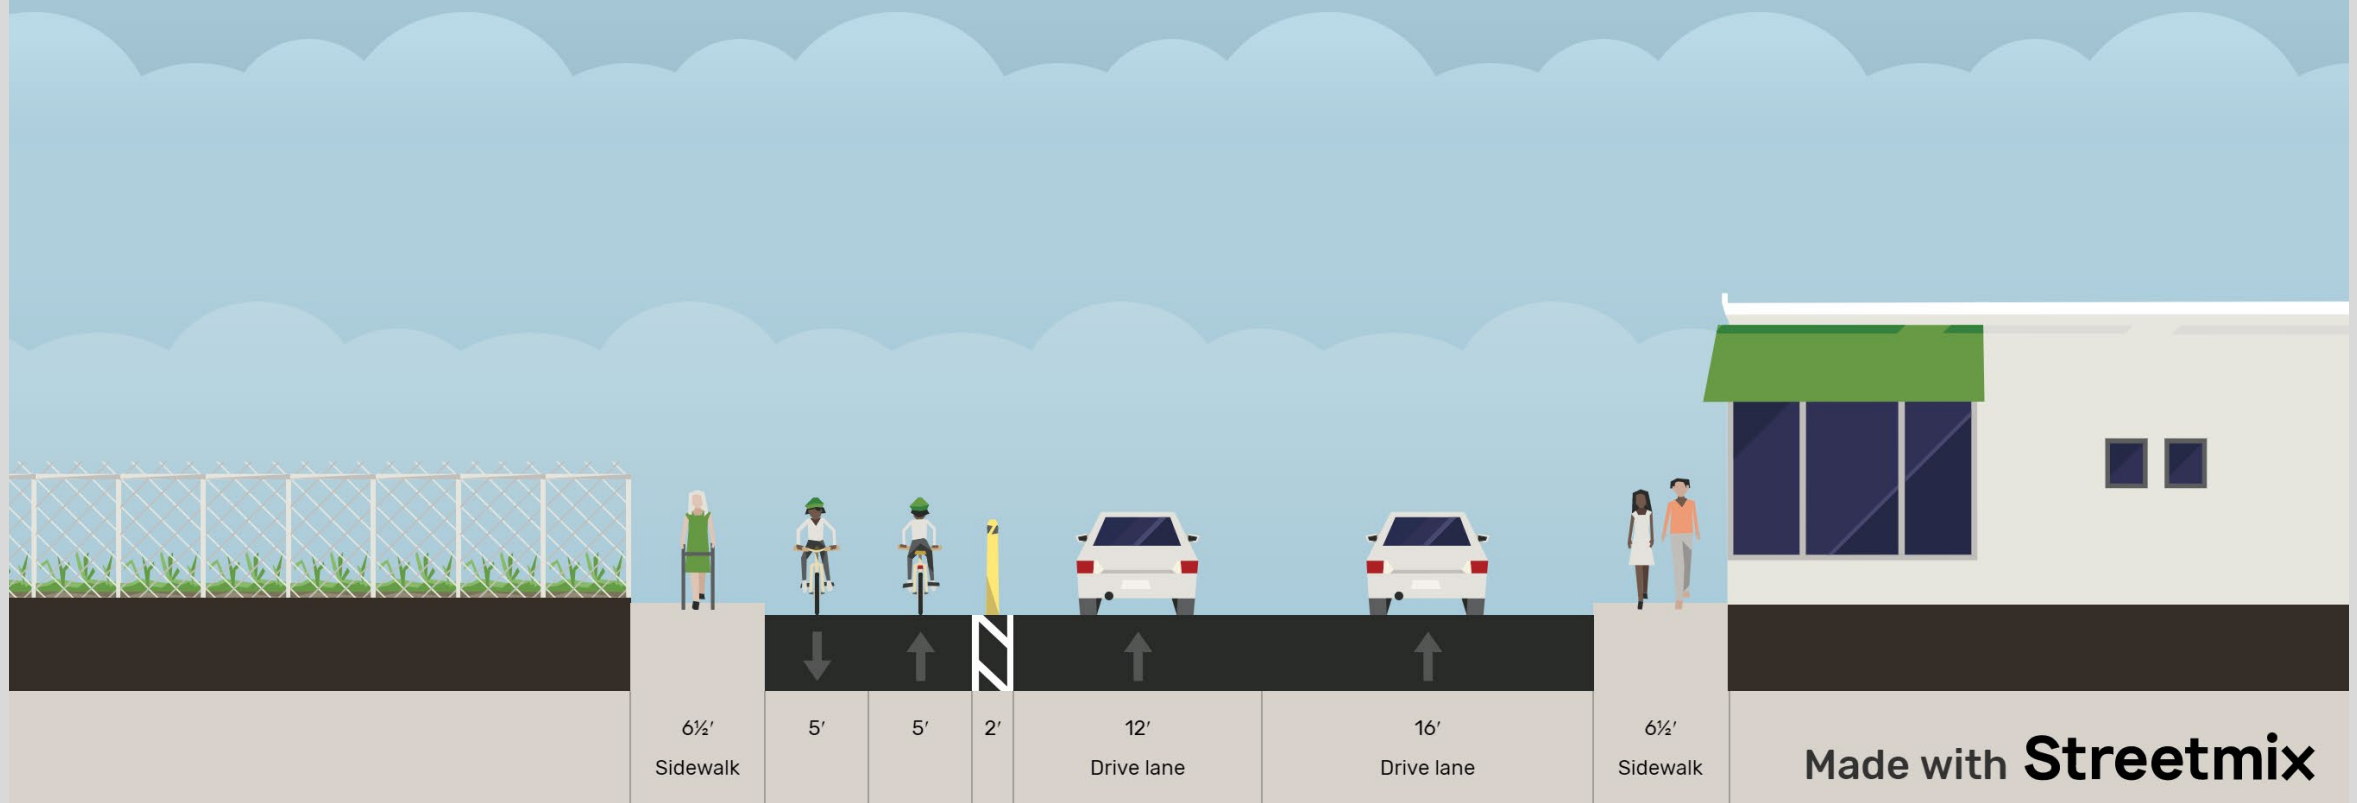 6½′ 5′ 5′ 2′ 12′ 16′ 6½′
Sidewalk Drive lane Drive lane Sidewalk
Made with Streetmix